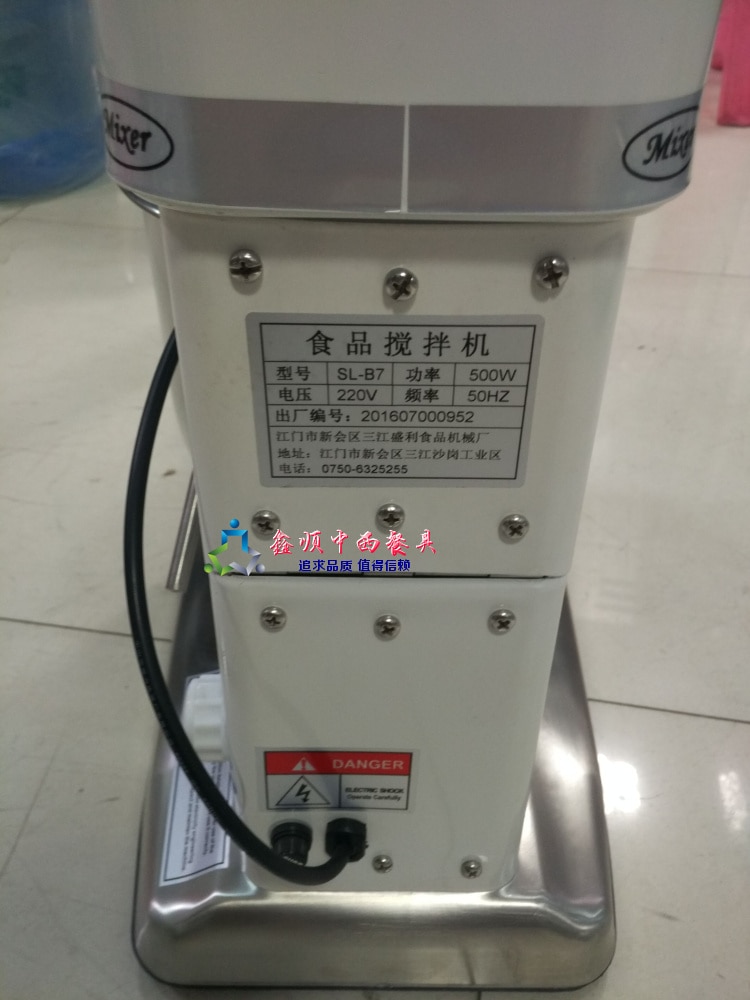 Mixer
Mixer
食品搅拌机
型号 SL-B7 功率 500W
电压 220V 频率 50HZ
出厂编号: 201607000952
江门市新会区三江盛利食品机械厂
地址: 江门市新会区三江沙岗工业区
电话: 0750-6325255
鑫顺中西餐具
追求品质 值得信赖
DANGER
ELECTRIC SHOCK
Operate Carefully